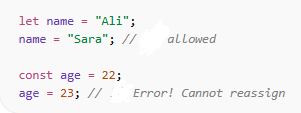 let name = "Ali";
name = "Sara"; // allowed
const age = 22;
age = 23; // Error! Cannot reassign